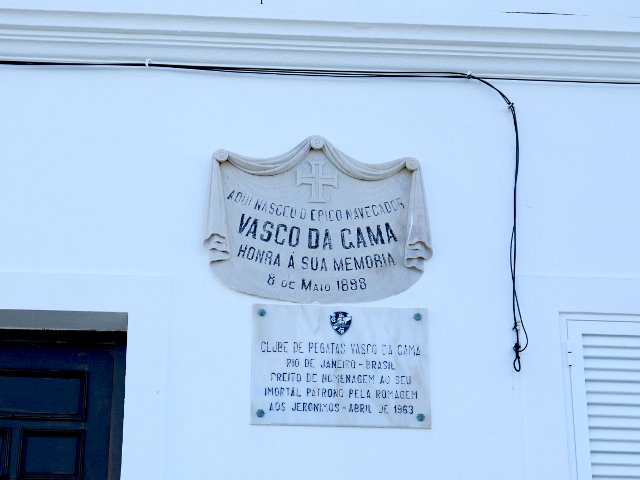 AQUI NASCEU O EPICO NAVEGADOR
VASCO DA GAMA
HONRA Á SUA MEMORIA
8 DE MAIO 1898
CLUBE DE REGATAS VASCO DA GAMA
RIO DE JANEIRO - BRASIL
PREITO DE HOMENAGEM AO SEU
IMORTAL PATRONO PELA ROMAGEM
AOS JERONIMOS - ABRIL DE 1963